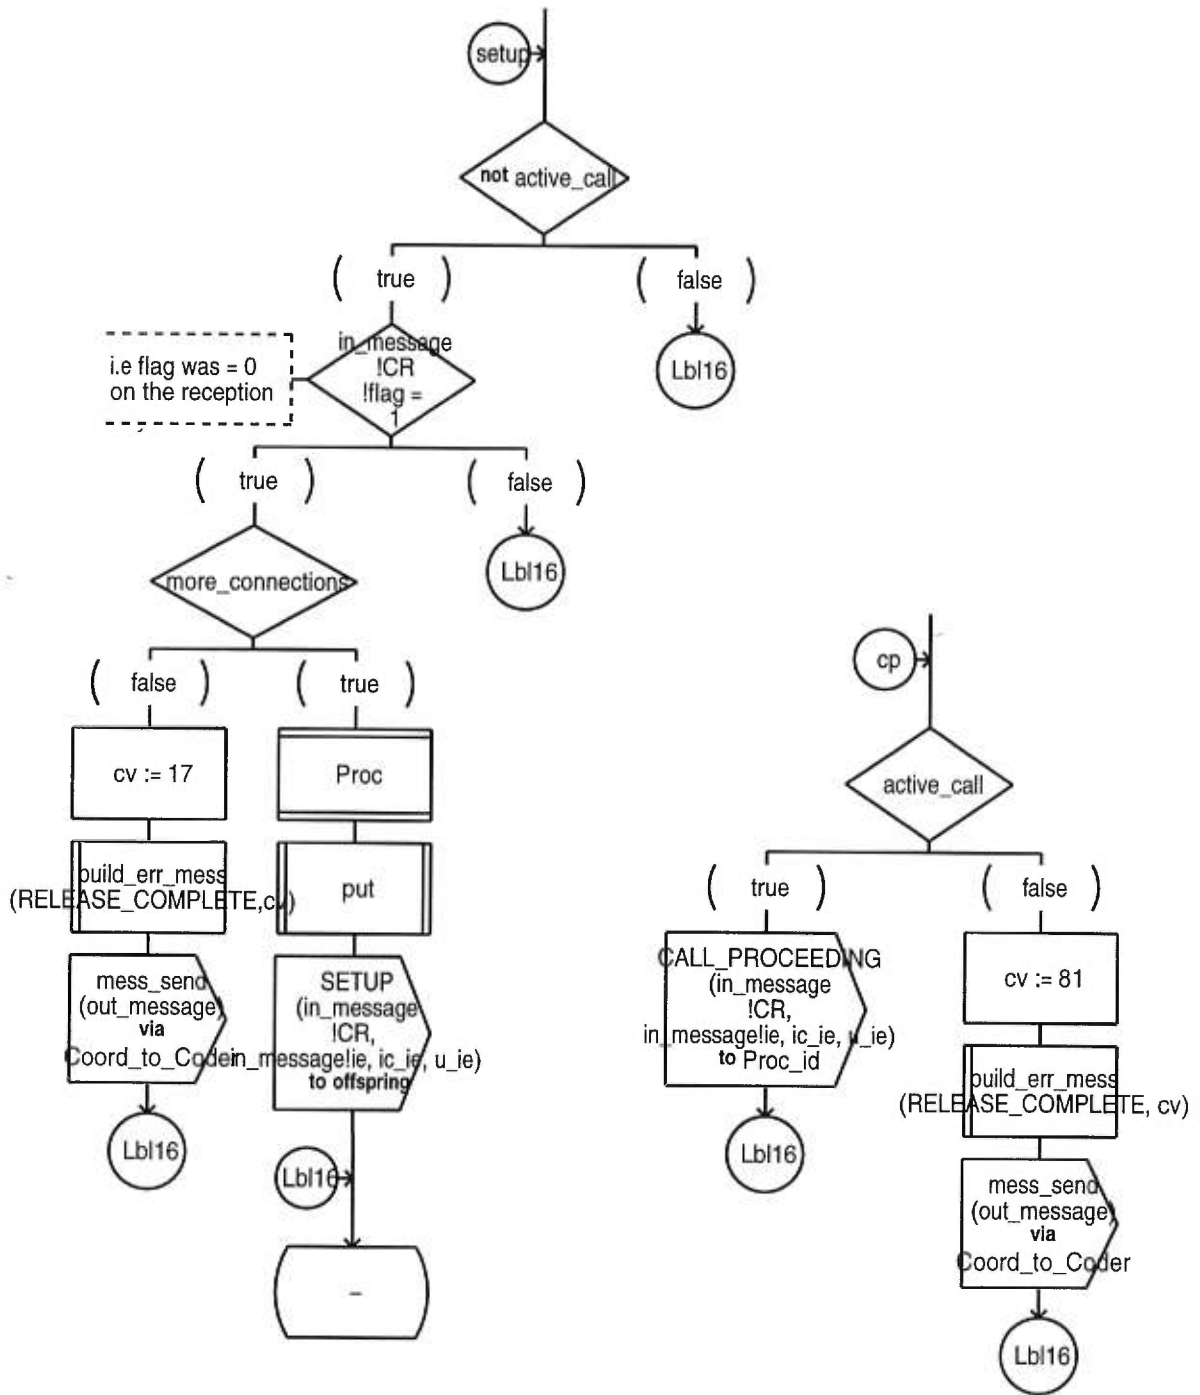 setup
not active_call
( true )
( false )
Lbl16
in_message
!CR
!flag =
1
i.e flag was = 0
on the reception
( true )
( false )
Lbl16
more_connections
( false )
( true )
cv := 17
build_err_mess
(RELEASE_COMPLETE,cv)
mess_send
(out_message)
via
Coord_to_Coder
Lbl16
Proc
put
SETUP
(in_message
!CR,
in_message!ie, ic_ie, u_ie)
to offspring
Lbl16
–
cp
active_call
( true )
( false )
CALL_PROCEEDING
(in_message
!CR,
in_message!ie, ic_ie, u_ie)
to Proc_id
Lbl16
cv := 81
build_err_mess
(RELEASE_COMPLETE, cv)
mess_send
(out_message)
via
Coord_to_Coder
Lbl16